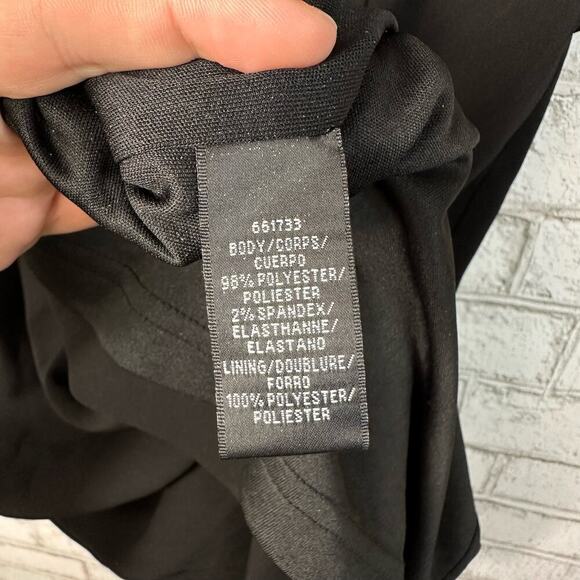 661733
BODY/CORPS/
CUERPO
98% POLYESTER/
POLIESTER
2% SPANDEX/
ELASTHANNE/
ELASTANO
LINING/DOUBLURE/
FORRO
100% POLYESTER/
POLIESTER